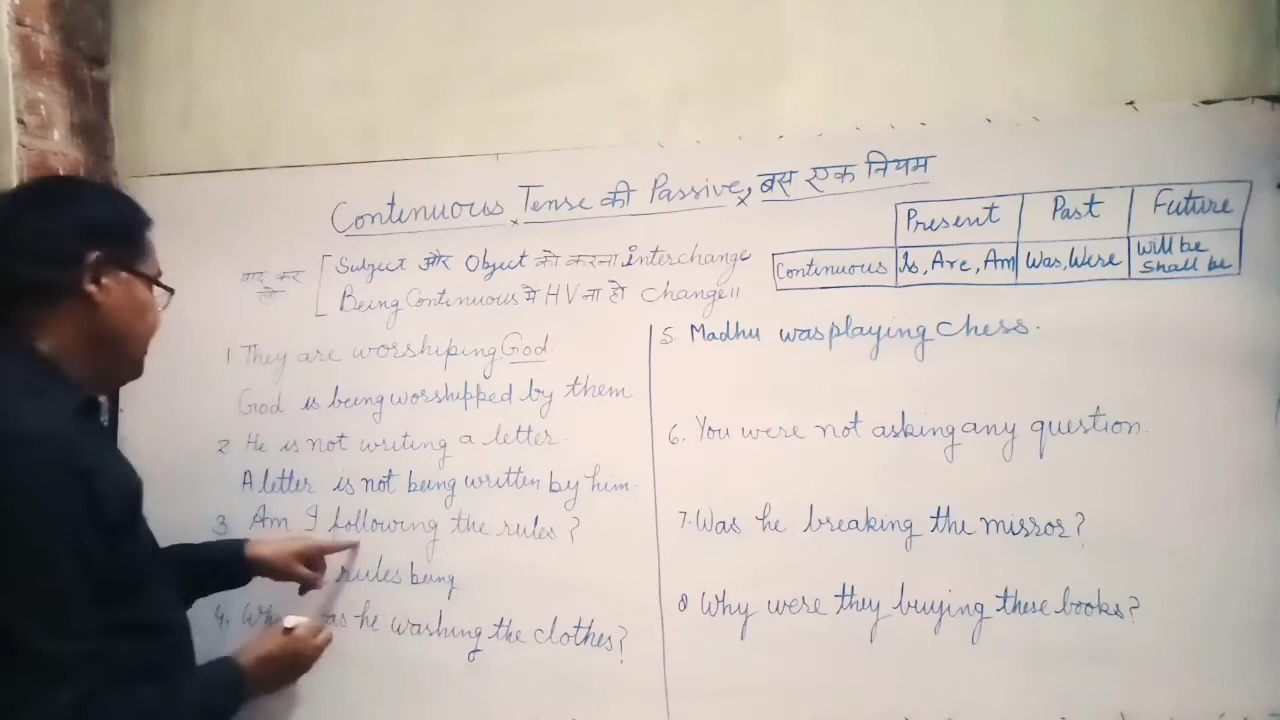 Continuous Tense की Passive, बस एक नियम
Present Past Future
Continuous Is, Are, Am Was, Were will be
shall be
याद कर
लो
Subject और Object को करना interchange
Being Continuous मे HV ना हो change।।
1. They are worshiping God.
God is being worshipped by them
2 He is not writing a letter.
A letter is not being written by him.
3 Am I following the rules?
rules being
4. he washing the clothes?
5. Madhu was playing chess.
6. You were not asking any question.
7. Was he breaking the mirror?
8 Why were they buying these books?